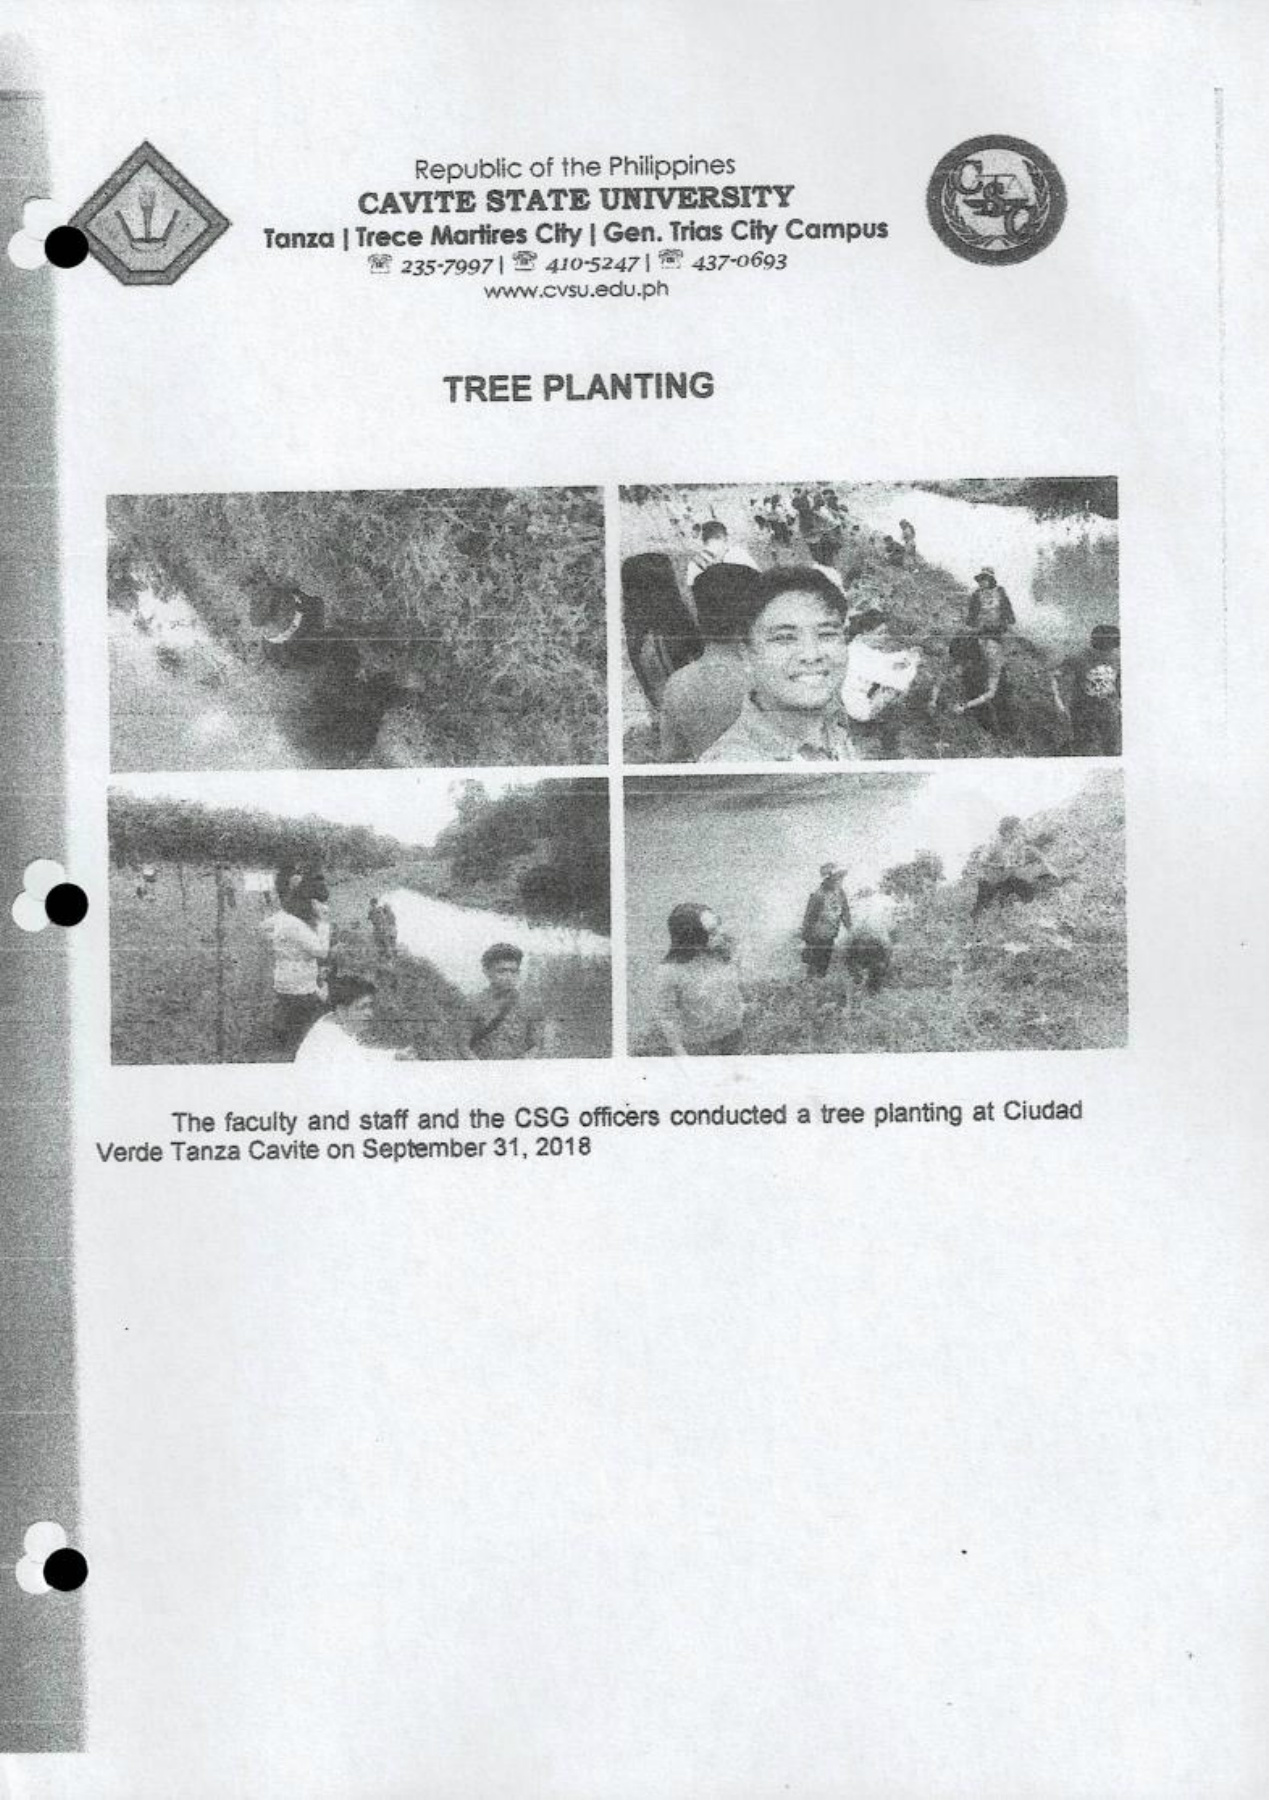 Republic of the Philippines
CAVITE STATE UNIVERSITY
Tanza | Trece Martires City | Gen. Trias City Campus
☏ 235-7997 | ☏ 410-5247 | ☏ 437-0693
www.cvsu.edu.ph
CSG
TREE PLANTING
The faculty and staff and the CSG officers conducted a tree planting at Ciudad
Verde Tanza Cavite on September 31, 2018